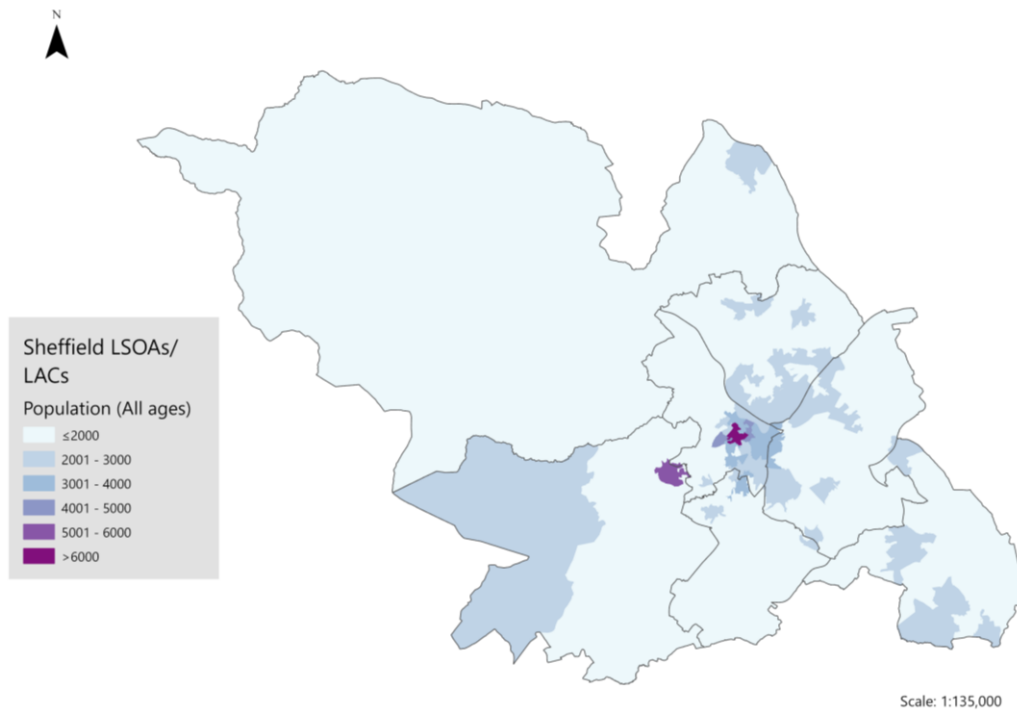 N
Sheffield LSOAs/
LACs
Population (All ages)
≤2000
2001 - 3000
3001 - 4000
4001 - 5000
5001 - 6000
>6000
Scale: 1:135,000